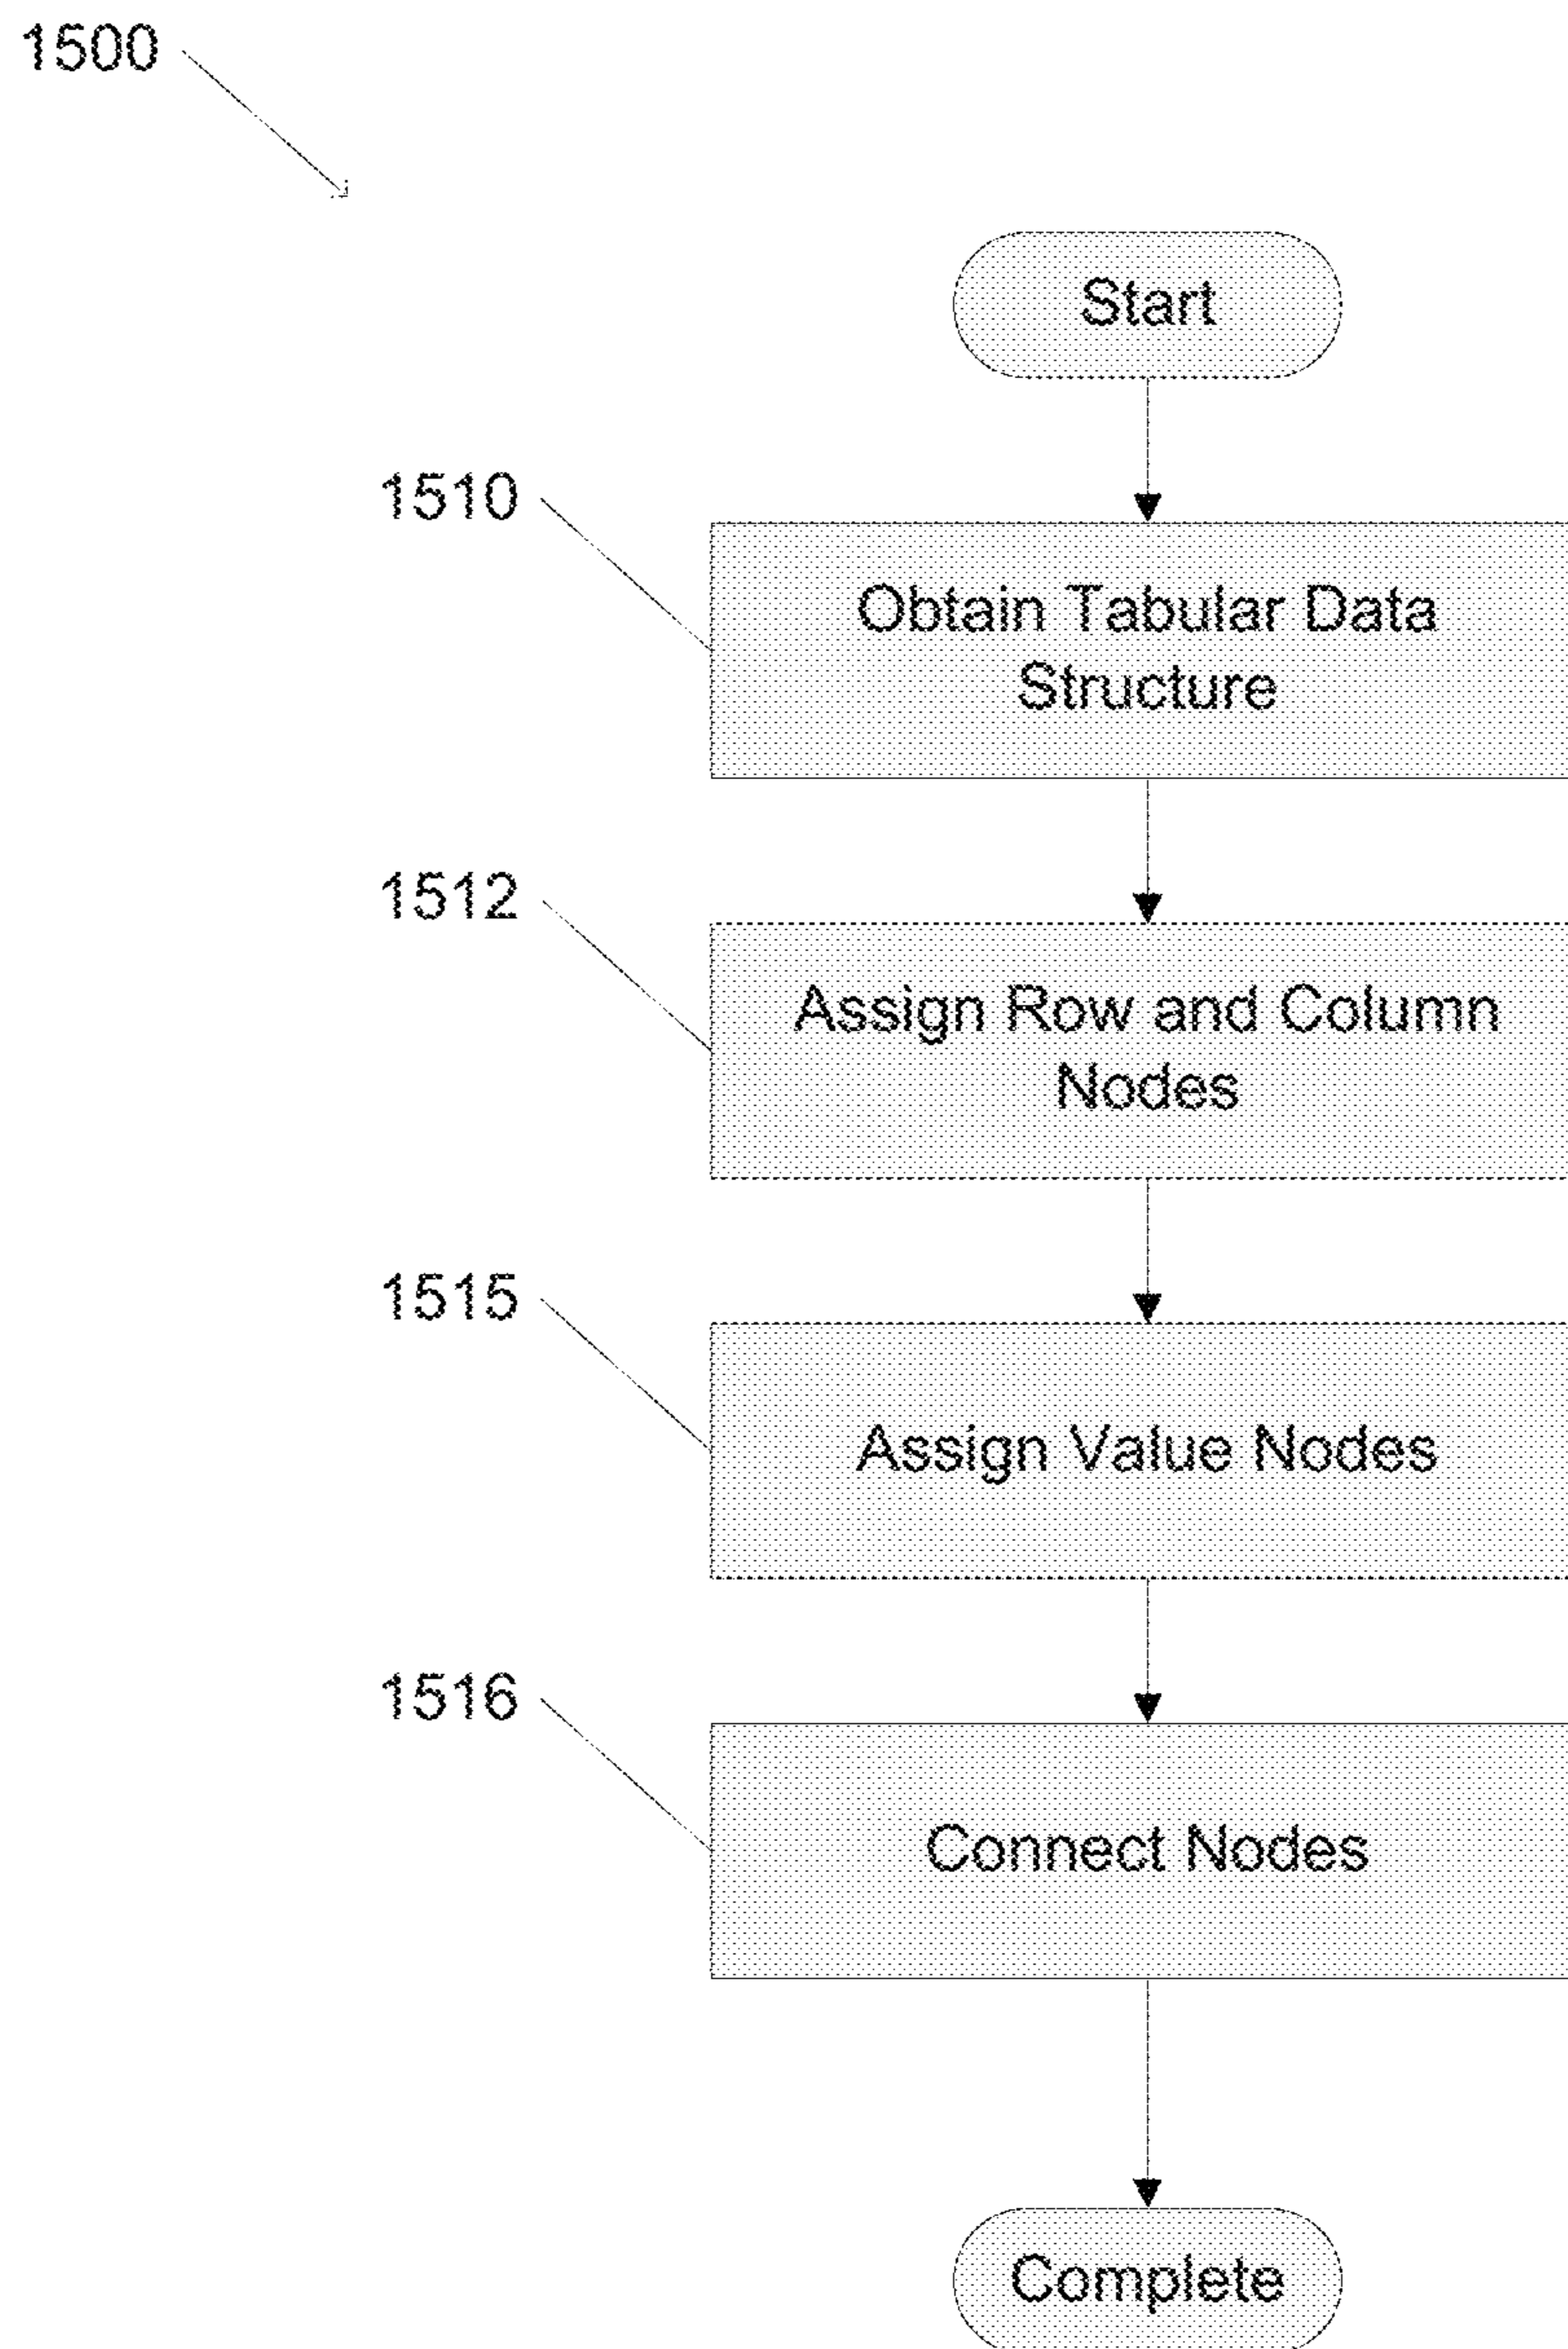 1500
Start
1510
Obtain Tabular Data
Structure
1512
Assign Row and Column
Nodes
1515
Assign Value Nodes
1516
Connect Nodes
Complete